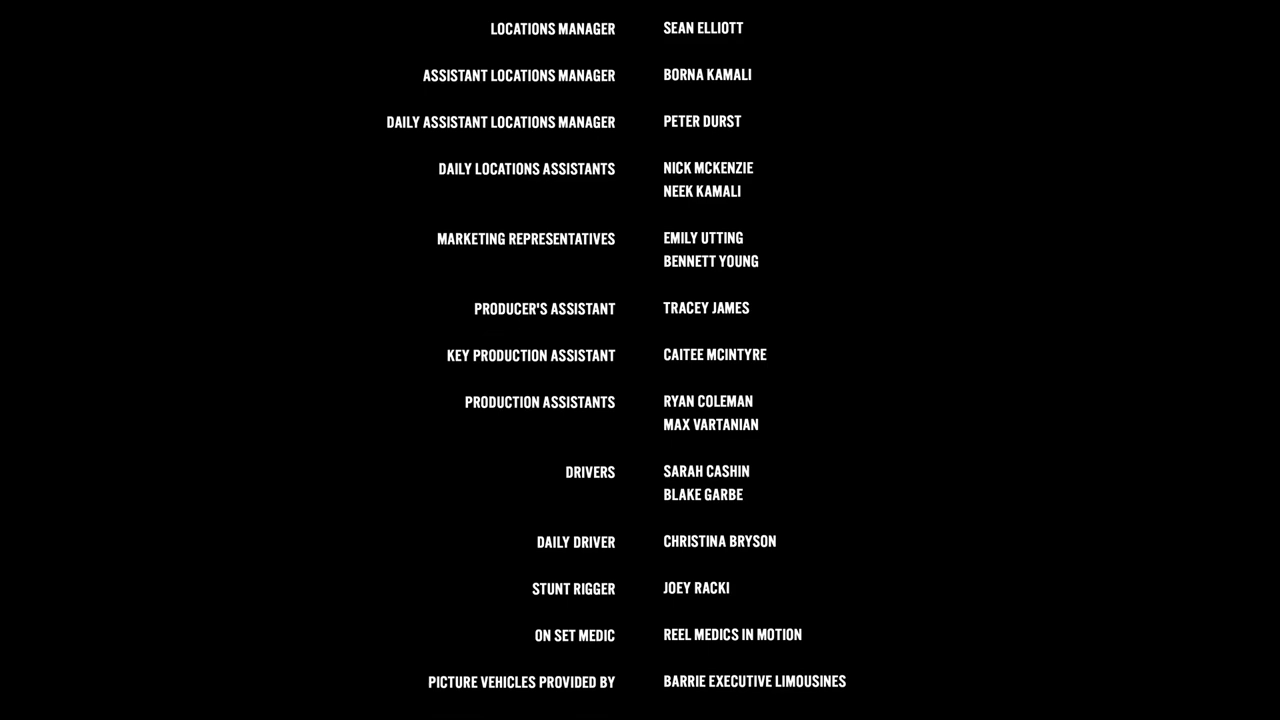 LOCATIONS MANAGER SEAN ELLIOTT
ASSISTANT LOCATIONS MANAGER BORNA KAMALI
DAILY ASSISTANT LOCATIONS MANAGER PETER DURST
DAILY LOCATIONS ASSISTANTS NICK MCKENZIE
NEEK KAMALI
MARKETING REPRESENTATIVES EMILY UTTING
BENNETT YOUNG
PRODUCER'S ASSISTANT TRACEY JAMES
KEY PRODUCTION ASSISTANT CAITEE MCINTYRE
PRODUCTION ASSISTANTS RYAN COLEMAN
MAX VARTANIAN
DRIVERS SARAH CASHIN
BLAKE GARBE
DAILY DRIVER CHRISTINA BRYSON
STUNT RIGGER JOEY RACKI
ON SET MEDIC REEL MEDICS IN MOTION
PICTURE VEHICLES PROVIDED BY BARRIE EXECUTIVE LIMOUSINES